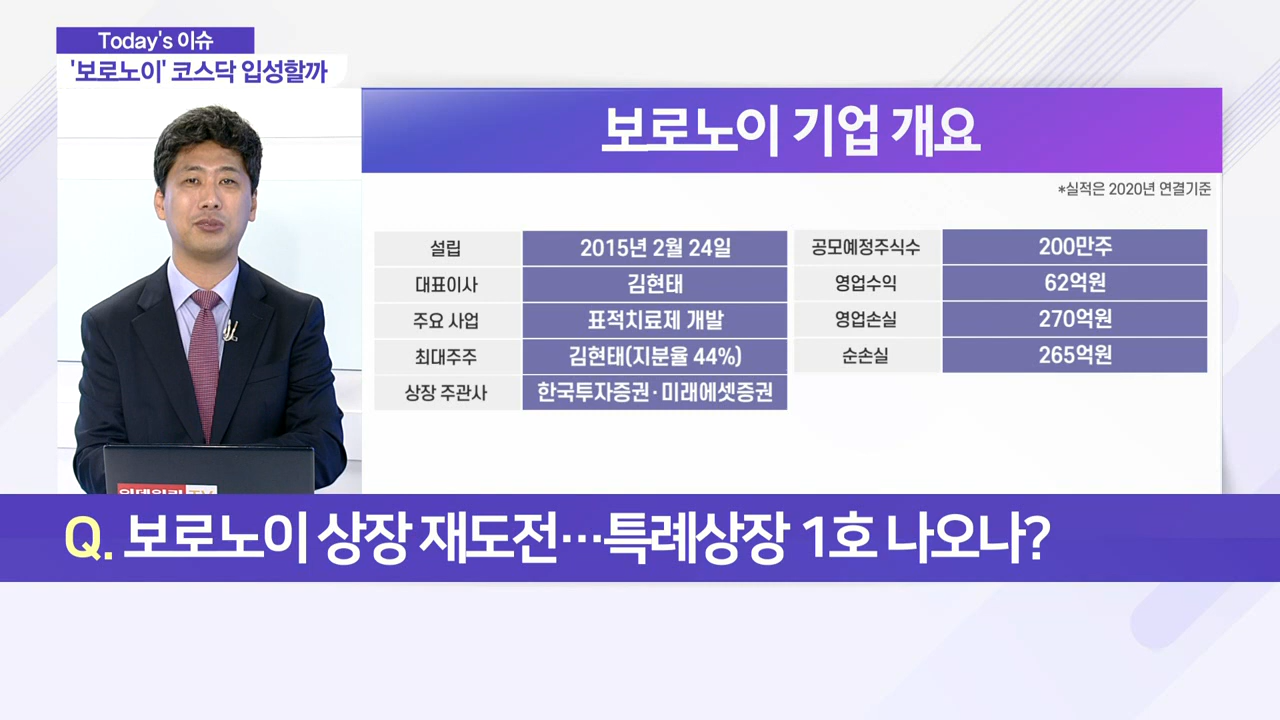 Today's 이슈
'보로노이' 코스닥 입성할까
보로노이 기업 개요
*실적은 2020년 연결기준
설립 2015년 2월 24일
대표이사 김현태
주요 사업 표적치료제 개발
최대주주 김현태(지분율 44%)
상장 주관사 한국투자증권·미래에셋증권
공모예정주식수 200만주
영업수익 62억원
영업손실 270억원
순손실 265억원
Q. 보로노이 상장 재도전…특례상장 1호 나오나?